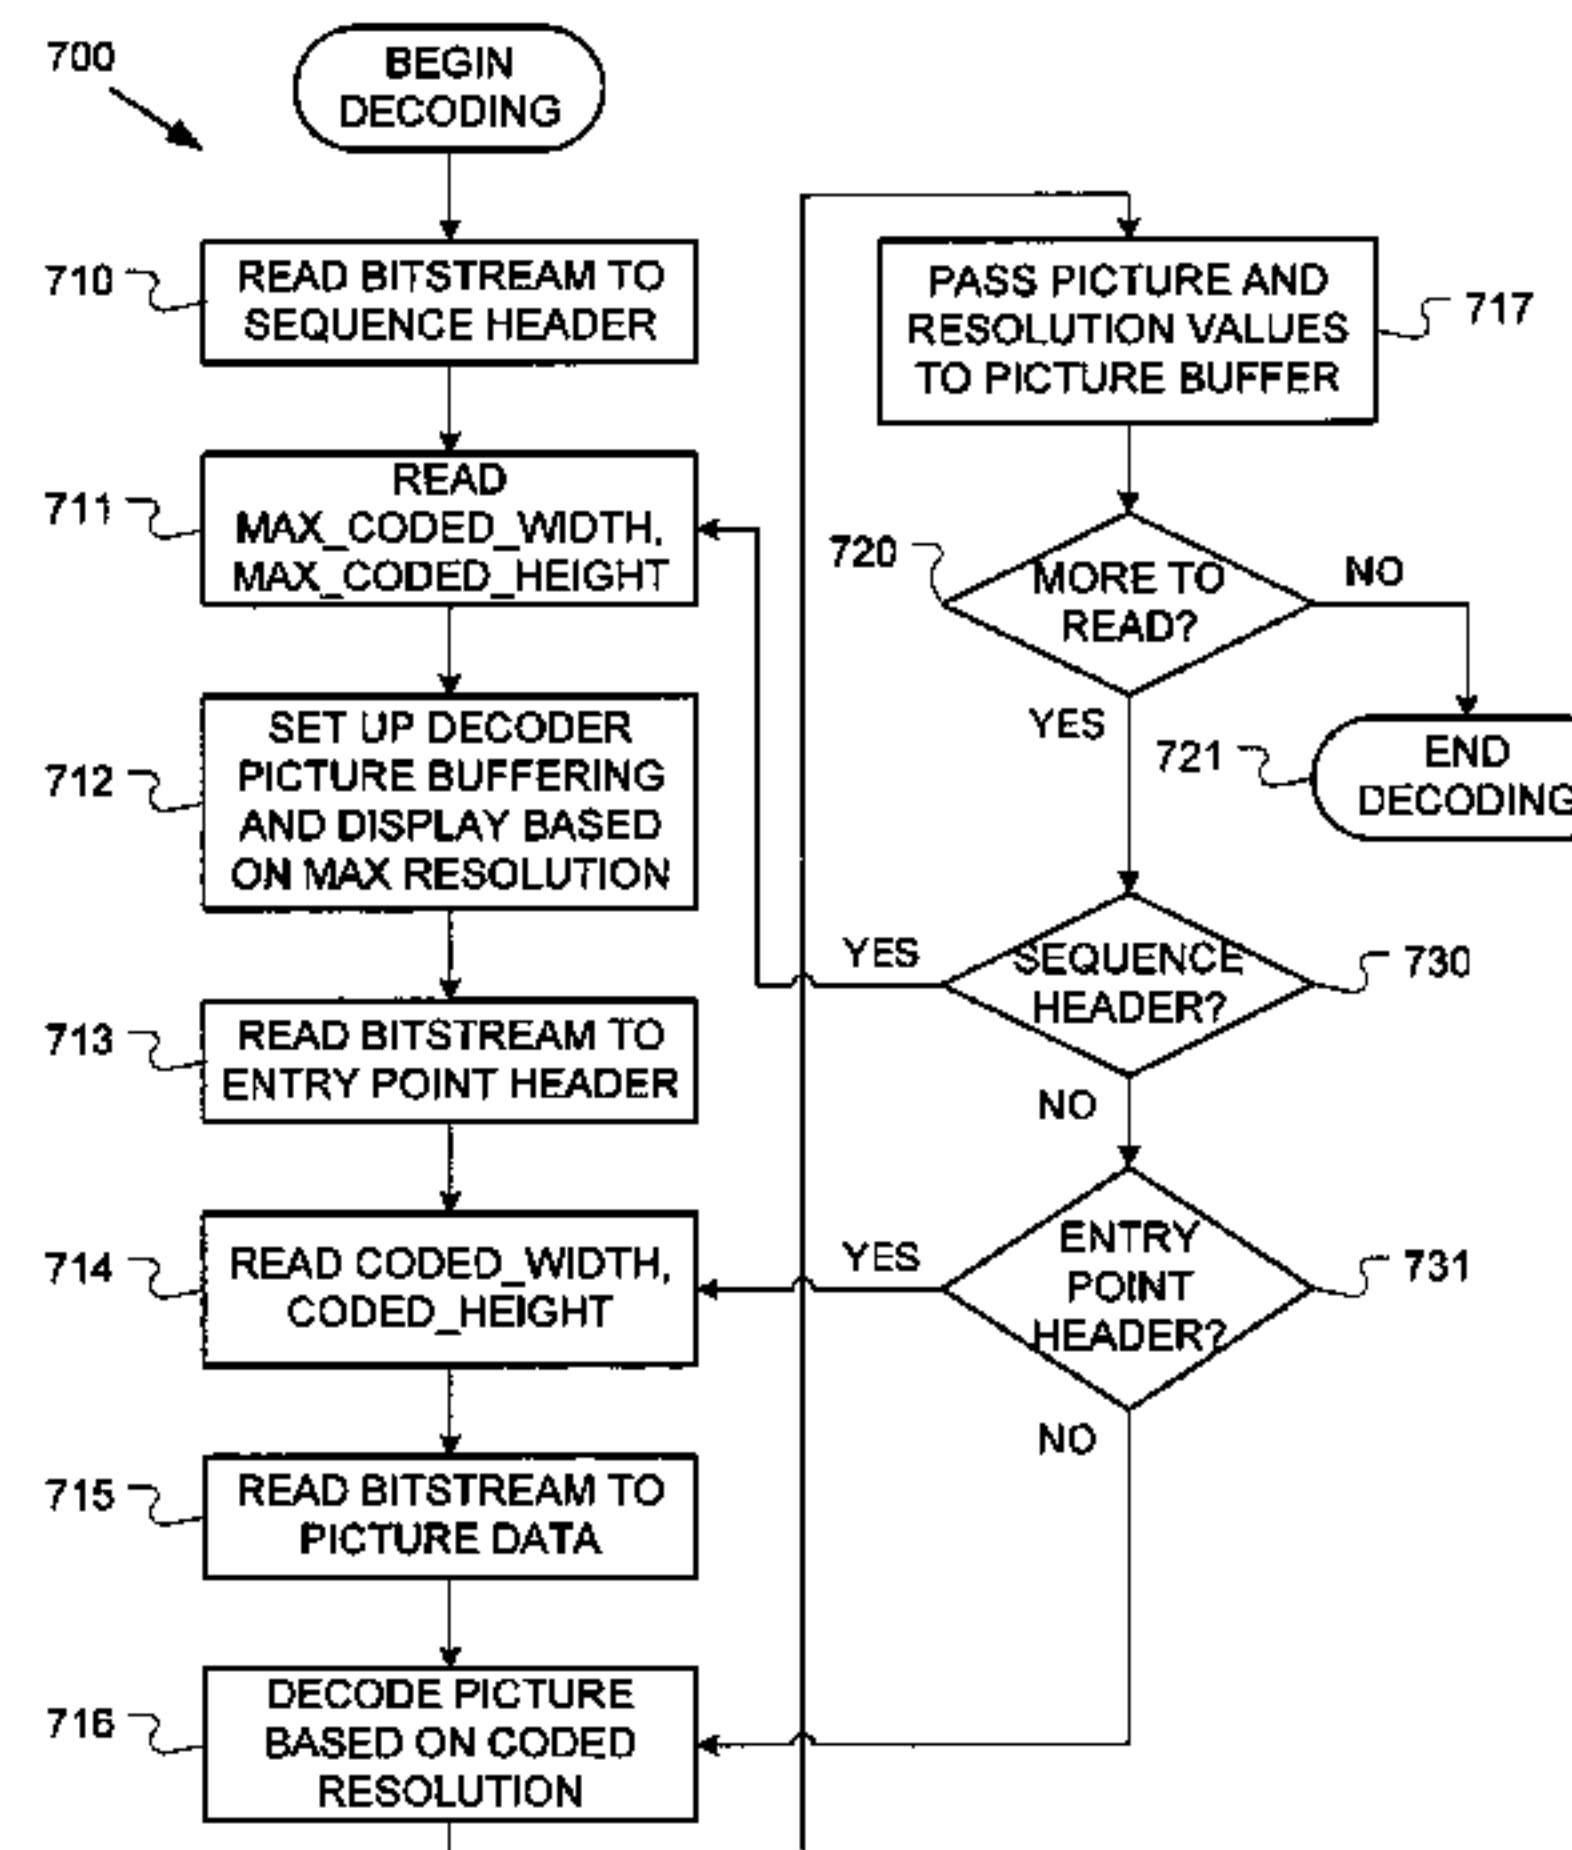 700
BEGIN
DECODING
710
READ BITSTREAM TO
SEQUENCE HEADER
711
READ
MAX_CODED_WIDTH,
MAX_CODED_HEIGHT
712
SET UP DECODER
PICTURE BUFFERING
AND DISPLAY BASED
ON MAX RESOLUTION
713
READ BITSTREAM TO
ENTRY POINT HEADER
714
READ CODED_WIDTH,
CODED_HEIGHT
715
READ BITSTREAM TO
PICTURE DATA
716
DECODE PICTURE
BASED ON CODED
RESOLUTION
PASS PICTURE AND
RESOLUTION VALUES
TO PICTURE BUFFER
717
720
MORE TO
READ?
NO
YES
721
END
DECODING
YES
SEQUENCE
HEADER?
730
NO
YES
ENTRY
POINT
HEADER?
731
NO